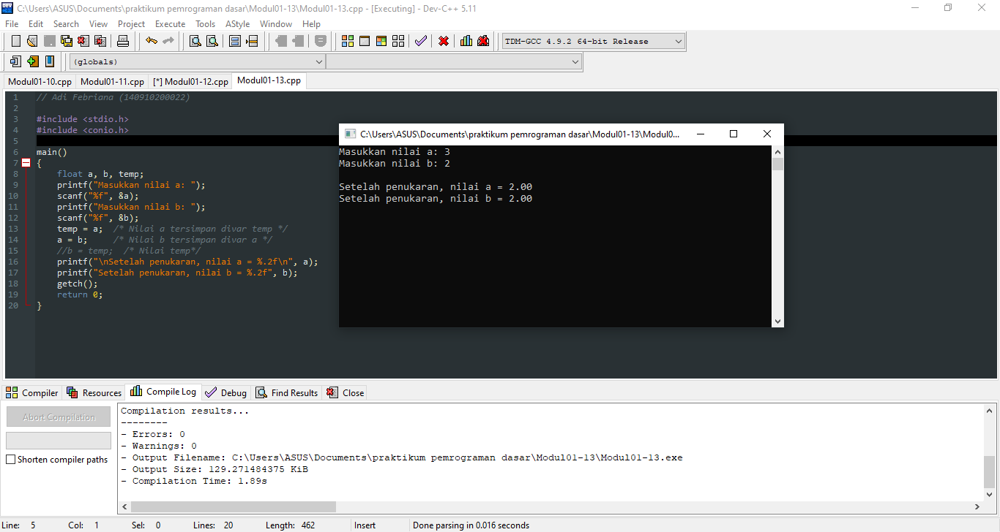 C:\Users\ASUS\Documents\praktikum pemrograman dasar\Modul01-13\Modul01-13.cpp - [Executing] - Dev-C++ 5.11
File Edit Search View Project Execute Tools AStyle Window Help
TDM-GCC 4.9.2 64-bit Release
(globals)
Modul01-10.cpp Modul01-11.cpp [*] Modul01-12.cpp Modul01-13.cpp
1 // Adi Febriana (140910200022)
2
3 #include <stdio.h>
4 #include <conio.h>
5
6 main()
7 {
8 float a, b, temp;
9 printf("Masukkan nilai a: ");
10 scanf("%f", &a);
11 printf("Masukkan nilai b: ");
12 scanf("%f", &b);
13 temp = a; /* Nilai a tersimpan divar temp */
14 a = b; /* Nilai b tersimpan divar a */
15 //b = temp; /* Nilai temp*/
16 printf("\nSetelah penukaran, nilai a = %.2f\n", a);
17 printf("Setelah penukaran, nilai b = %.2f", b);
18 getch();
19 return 0;
20 }
C:\Users\ASUS\Documents\praktikum pemrograman dasar\Modul01-13\Modul0...
Masukkan nilai a: 3
Masukkan nilai b: 2
Setelah penukaran, nilai a = 2.00
Setelah penukaran, nilai b = 2.00
Compiler Resources Compile Log Debug Find Results Close
Abort Compilation
Shorten compiler paths
Compilation results...
--------
- Errors: 0
- Warnings: 0
- Output Filename: C:\Users\ASUS\Documents\praktikum pemrograman dasar\Modul01-13\Modul01-13.exe
- Output Size: 129.271484375 KiB
- Compilation Time: 1.89s
Line: 5 Col: 1 Sel: 0 Lines: 20 Length: 462 Insert Done parsing in 0.016 seconds